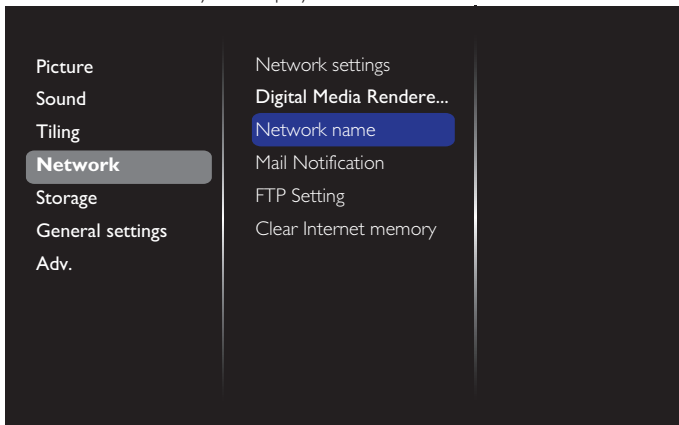 Picture
Sound
Tiling
Network
Storage
General settings
Adv.
Network settings
Digital Media Rendere...
Network name
Mail Notification
FTP Setting
Clear Internet memory